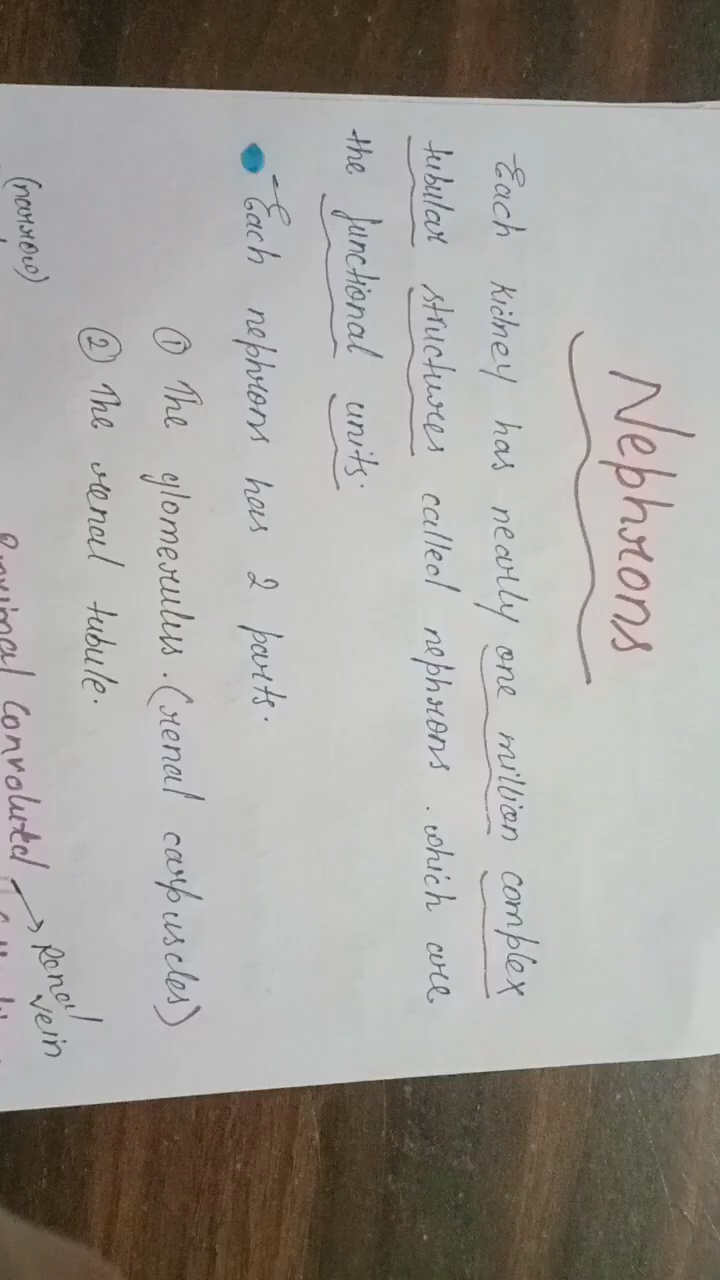 Nephrons
Each kidney has nearly one million complex
tubular structures called nephrons. which are
the functional units.
Each nephrons has 2 parts.
① The glomerulus. (renal carpuscles)
② The renal tubule.
(narrow)
Renal
vein
Proximal convoluted